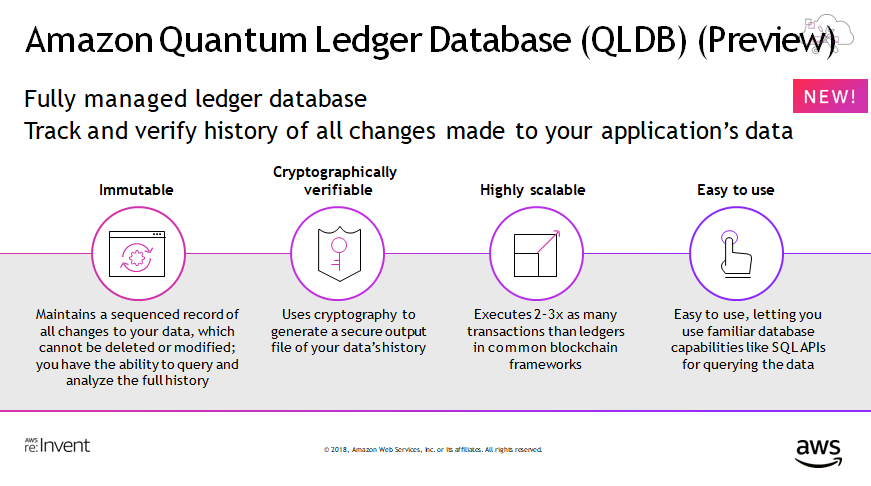 Amazon Quantum Ledger Database (QLDB) (Preview)
NEW!
Fully managed ledger database
Track and verify history of all changes made to your application's data
Immutable
Maintains a sequenced record of
all changes to your data, which
cannot be deleted or modified;
you have the ability to query and
analyze the full history
Cryptographically
verifiable
Uses cryptography to
generate a secure output
file of your data's history
Highly scalable
Executes 2-3x as many
transactions than ledgers
in common blockchain
frameworks
Easy to use
Easy to use, letting you
use familiar database
capabilities like SQL APIs
for querying the data
AWS
re:Invent
© 2018, Amazon Web Services, Inc. or its affiliates. All rights reserved.
aws